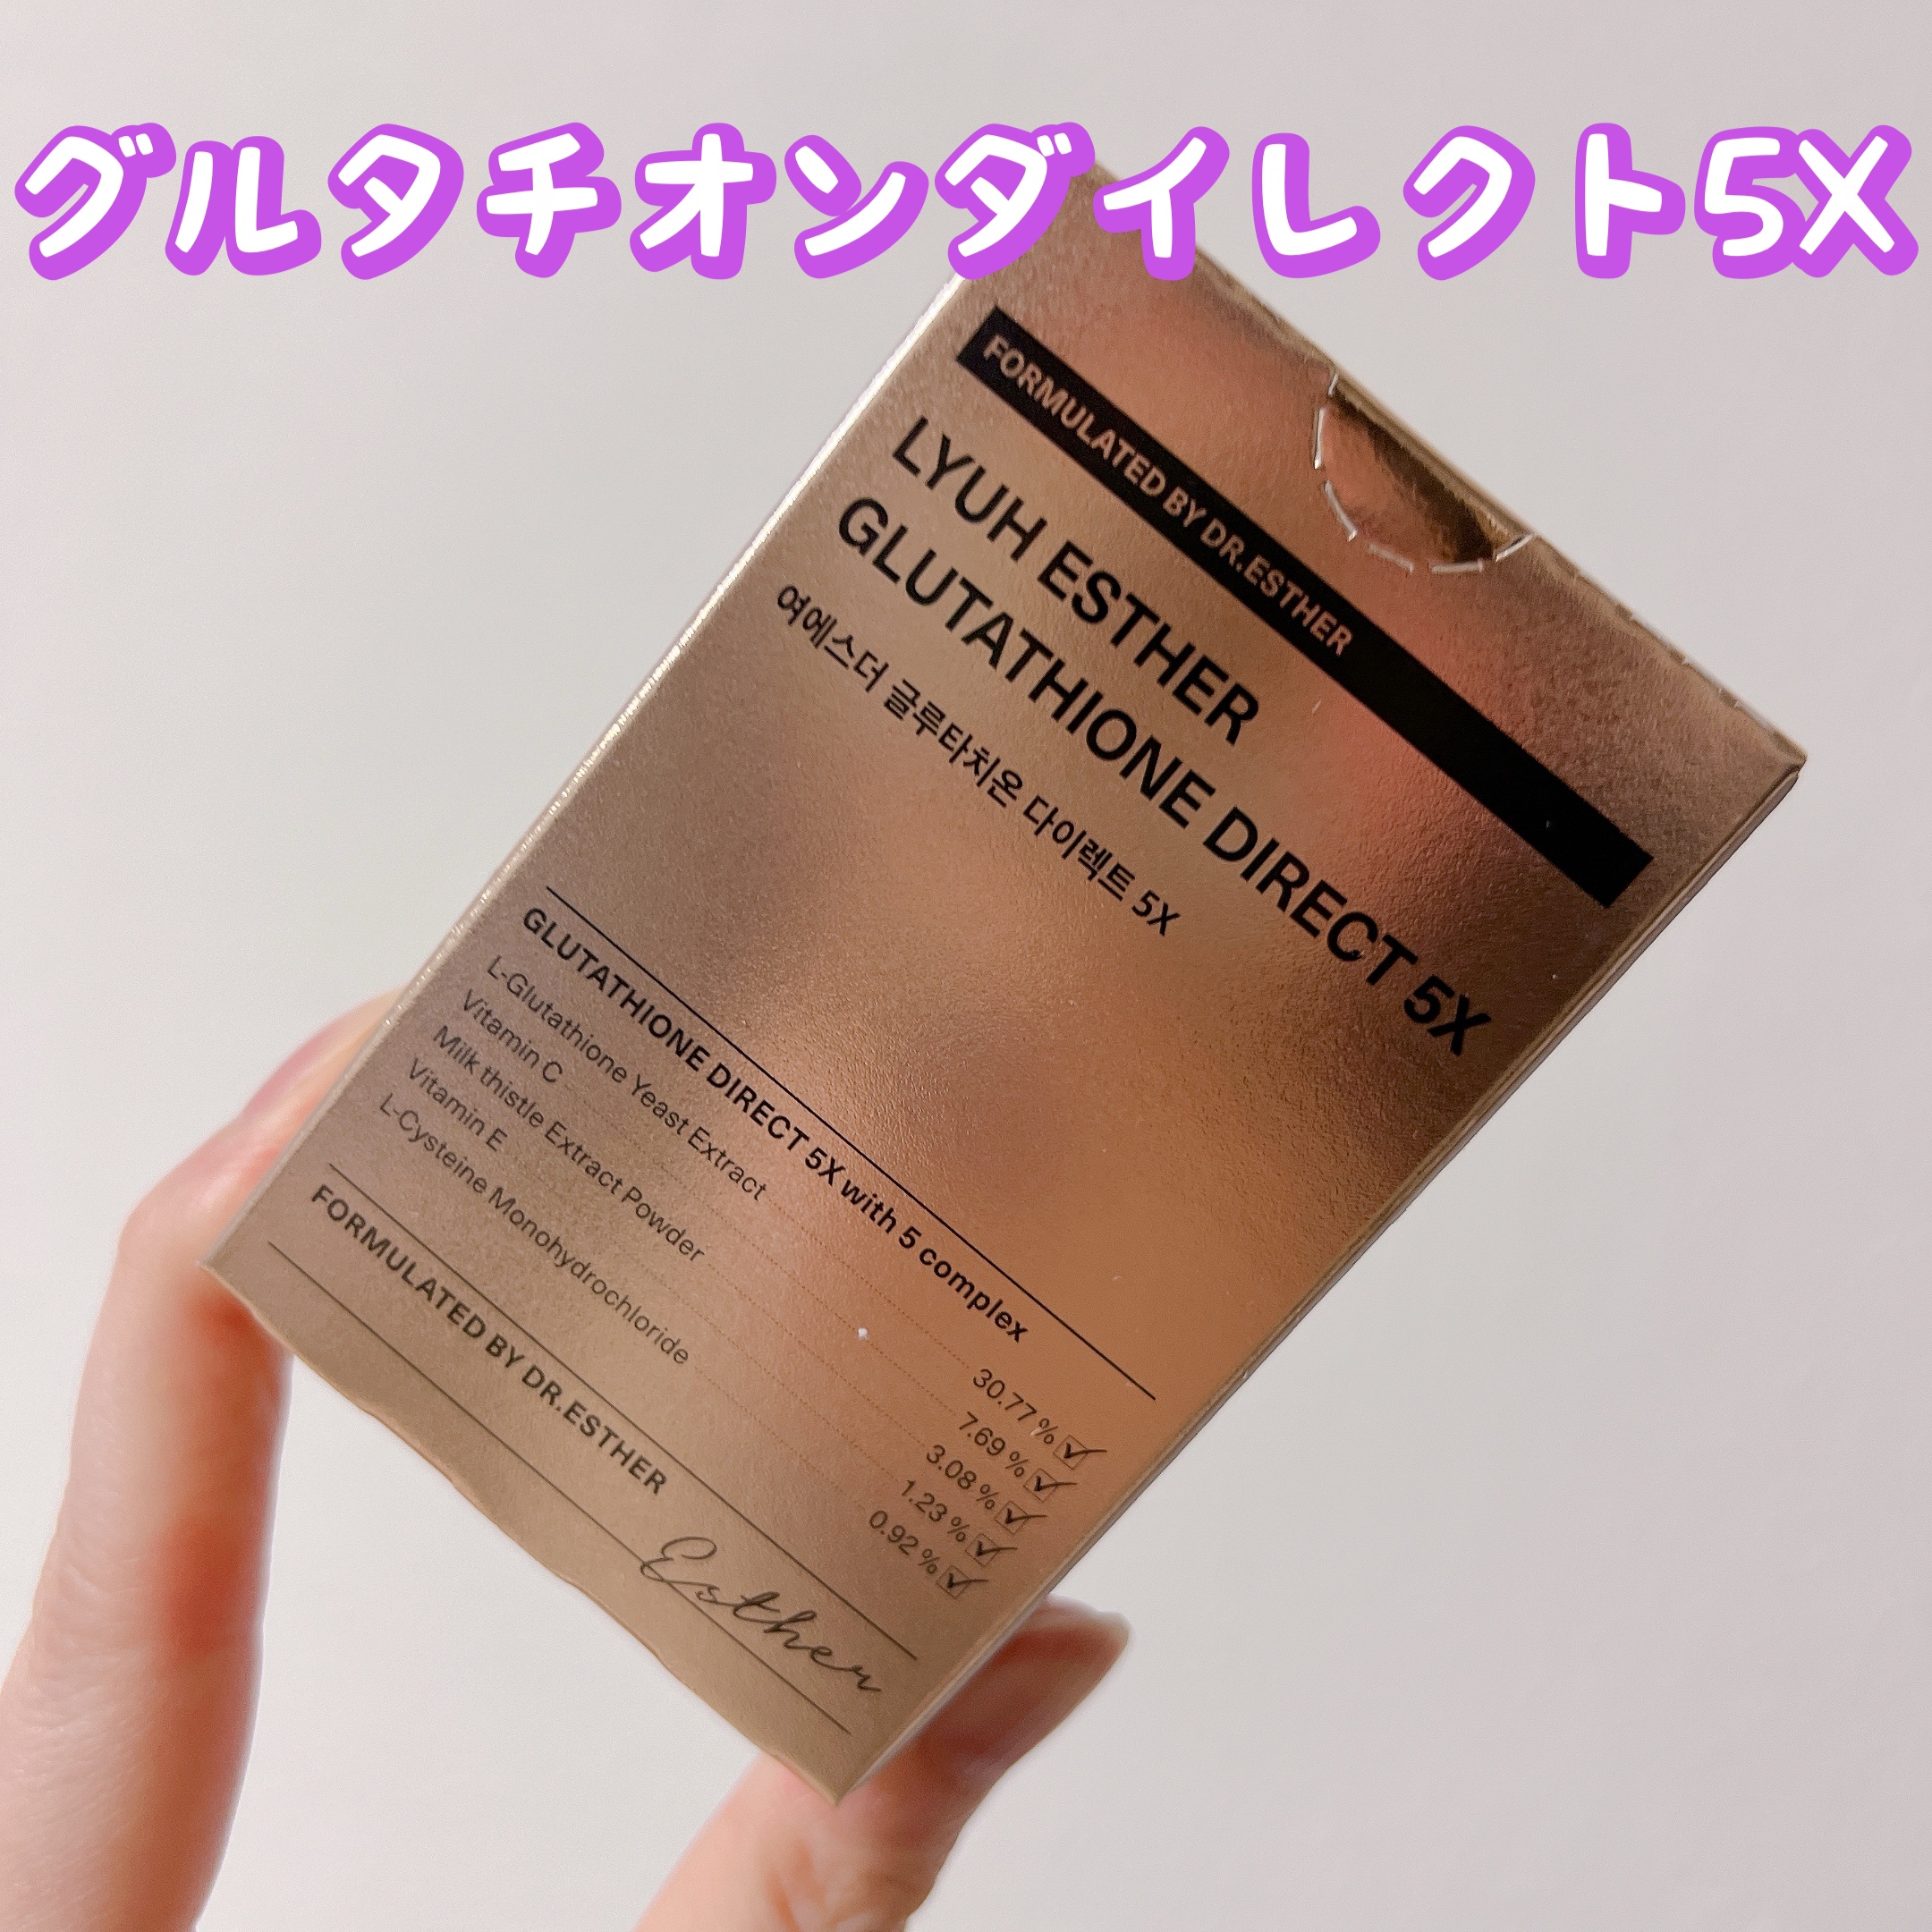 グルタチオンダイレクト5X
FORMULATED BY DR.ESTHER
LYUH ESTHER
GLUTATHIONE DIRECT 5X
여에스더 글루타치온 다이렉트 5X
GLUTATHIONE DIRECT 5X with 5 complex
L-Glutathione Yeast Extract 30.77 %
Vitamin C 7.69 %
Milk thistle Extract Powder 3.08 %
Vitamin E 1.23 %
L-Cysteine Monohydrochloride 0.92 %
FORMULATED BY DR.ESTHER
Esther